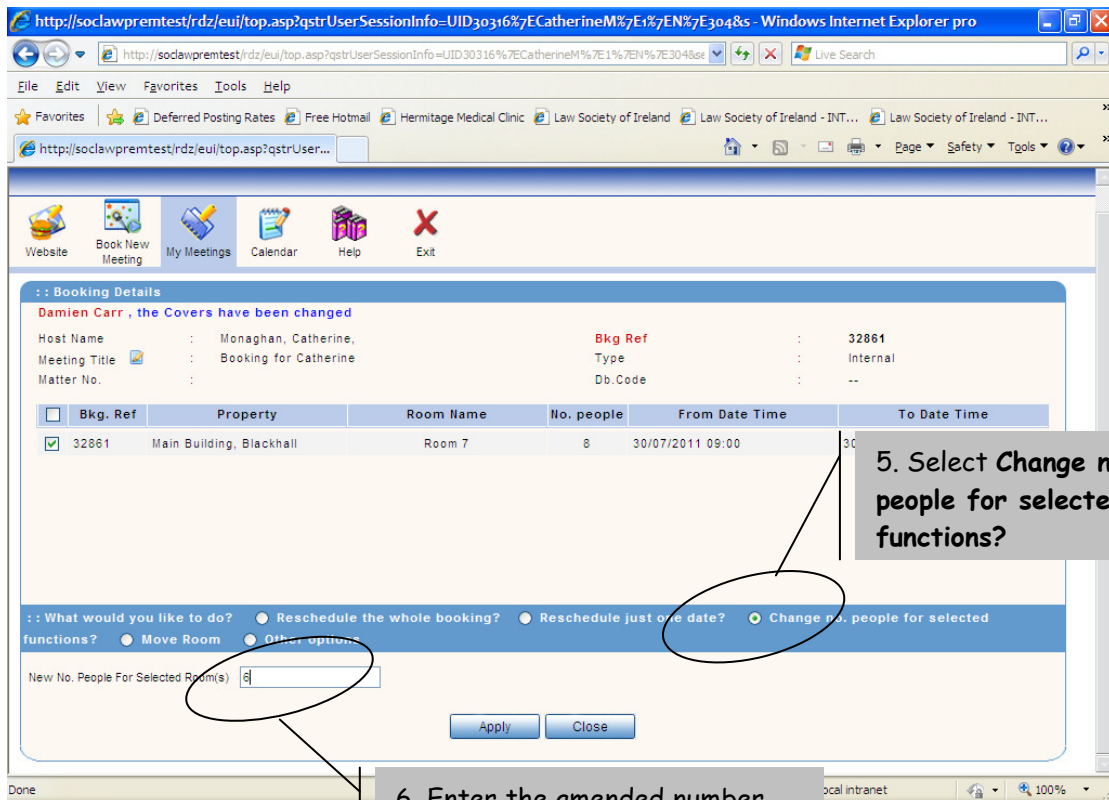 http://soclawpremtest/rdz/eui/top.asp?qstrUserSessionInfo=UID30316%7ECatherineM%7E1%7EN%7E304&s - Windows Internet Explorer pro
http://soclawpremtest/rdz/eui/top.asp?qstrUserSessionInfo=UID30316%7ECatherineM%7E1%7EN%7E304&se
Live Search
File Edit View Favorites Tools Help
Favorites Deferred Posting Rates Free Hotmail Hermitage Medical Clinic Law Society of Ireland Law Society of Ireland - INT... Law Society of Ireland - INT... »
http://soclawpremtest/rdz/eui/top.asp?qstrUser... Page Safety Tools »
Website
Book New Meeting
My Meetings
Calendar
Help
Exit
:: Booking Details
Damien Carr , the Covers have been changed
Host Name : Monaghan, Catherine, Bkg Ref : 32861
Meeting Title : Booking for Catherine Type : Internal
Matter No. : Db.Code : --
Bkg. Ref Property Room Name No. people From Date Time To Date Time
32861 Main Building, Blackhall Room 7 8 30/07/2011 09:00 30
5. Select Change n
people for selecte
functions?
:: What would you like to do? Reschedule the whole booking? Reschedule just one date? Change no. people for selected
functions? Move Room Other options
New No. People For Selected Room(s) 6
Apply Close
6. Enter the amended number
Done ocal intranet 100%